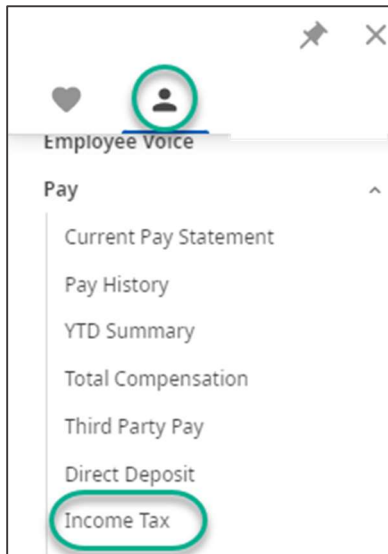 Employee Voice
Pay
Current Pay Statement
Pay History
YTD Summary
Total Compensation
Third Party Pay
Direct Deposit
Income Tax